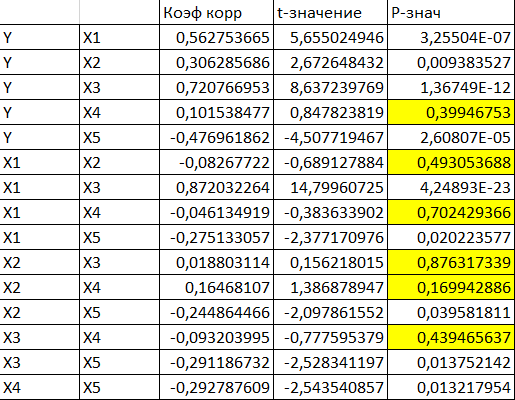 Коэф корр t-значение P-знач
Y X1 0,562753665 5,655024946 3,25504E-07
Y X2 0,306285686 2,672648432 0,009383527
Y X3 0,720766953 8,637239769 1,36749E-12
Y X4 0,101538477 0,847823819 0,39946753
Y X5 -0,476961862 -4,507719467 2,60807E-05
X1 X2 -0,08267722 -0,689127884 0,493053688
X1 X3 0,872032264 14,79960725 4,24893E-23
X1 X4 -0,046134919 -0,383633902 0,702429366
X1 X5 -0,275133057 -2,377170976 0,020223577
X2 X3 0,018803114 0,156218015 0,876317339
X2 X4 0,16468107 1,386878947 0,169942886
X2 X5 -0,244864466 -2,097861552 0,039581811
X3 X4 -0,093203995 -0,777595379 0,439465637
X3 X5 -0,291186732 -2,528341197 0,013752142
X4 X5 -0,292787609 -2,543540857 0,013217954